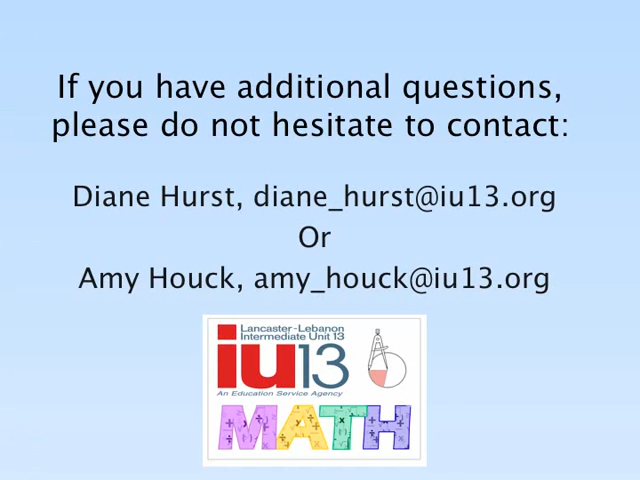 If you have additional questions,
please do not hesitate to contact:
Diane Hurst, diane_hurst@iu13.org
Or
Amy Houck, amy_houck@iu13.org
Lancaster-Lebanon
Intermediate Unit 13
iu13
An Education Service Agency
MATH